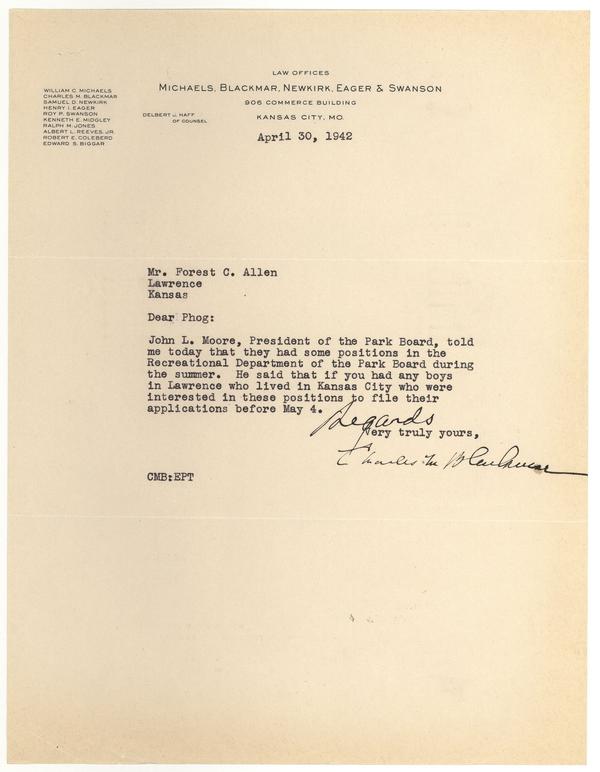 LAW OFFICES
MICHAELS, BLACKMAR, NEWKIRK, EAGER & SWANSON
906 COMMERCE BUILDING
KANSAS CITY, MO.
WILLIAM C. MICHAELS
CHARLES M. BLACKMAR
SAMUEL D. NEWKIRK
HENRY I. EAGER
ROY P. SWANSON
KENNETH E. MIDGLEY
RALPH M. JONES
ALBERT L. REEVES, JR.
ROBERT E. COLEBERD
EDWARD S. BIGGAR
DELBERT J. HAFF
OF COUNSEL
April 30, 1942
Mr. Forest C. Allen
Lawrence
Kansas
Dear Phog:
John L. Moore, President of the Park Board, told
me today that they had some positions in the
Recreational Department of the Park Board during
the summer. He said that if you had any boys
in Lawrence who lived in Kansas City who were
interested in these positions to file their
applications before May 4.
Regards
Very truly yours,
Charles M Blackmar
CMB:EPT